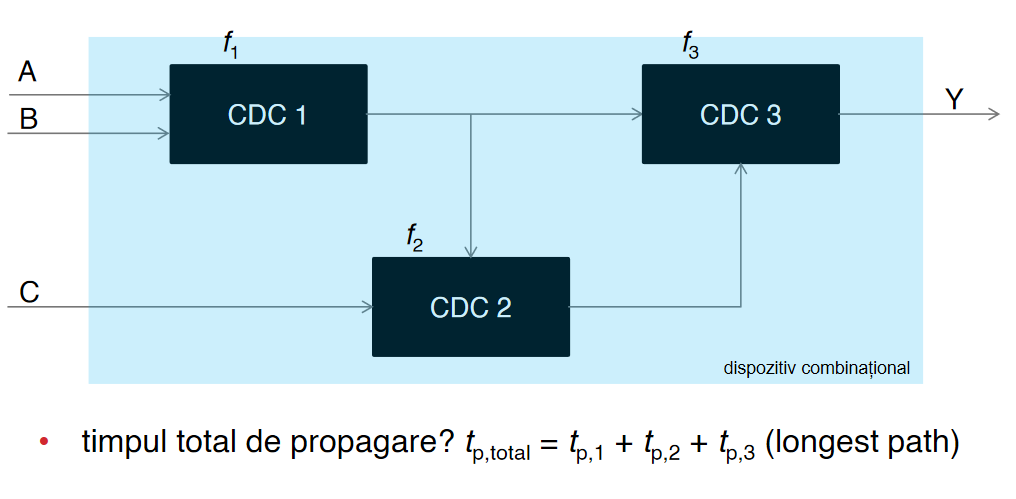 f1
f3
A
CDC 1
CDC 3
Y
B
f2
C
CDC 2
dispozitiv combinațional
• timpul total de propagare? tp,total = tp,1 + tp,2 + tp,3 (longest path)